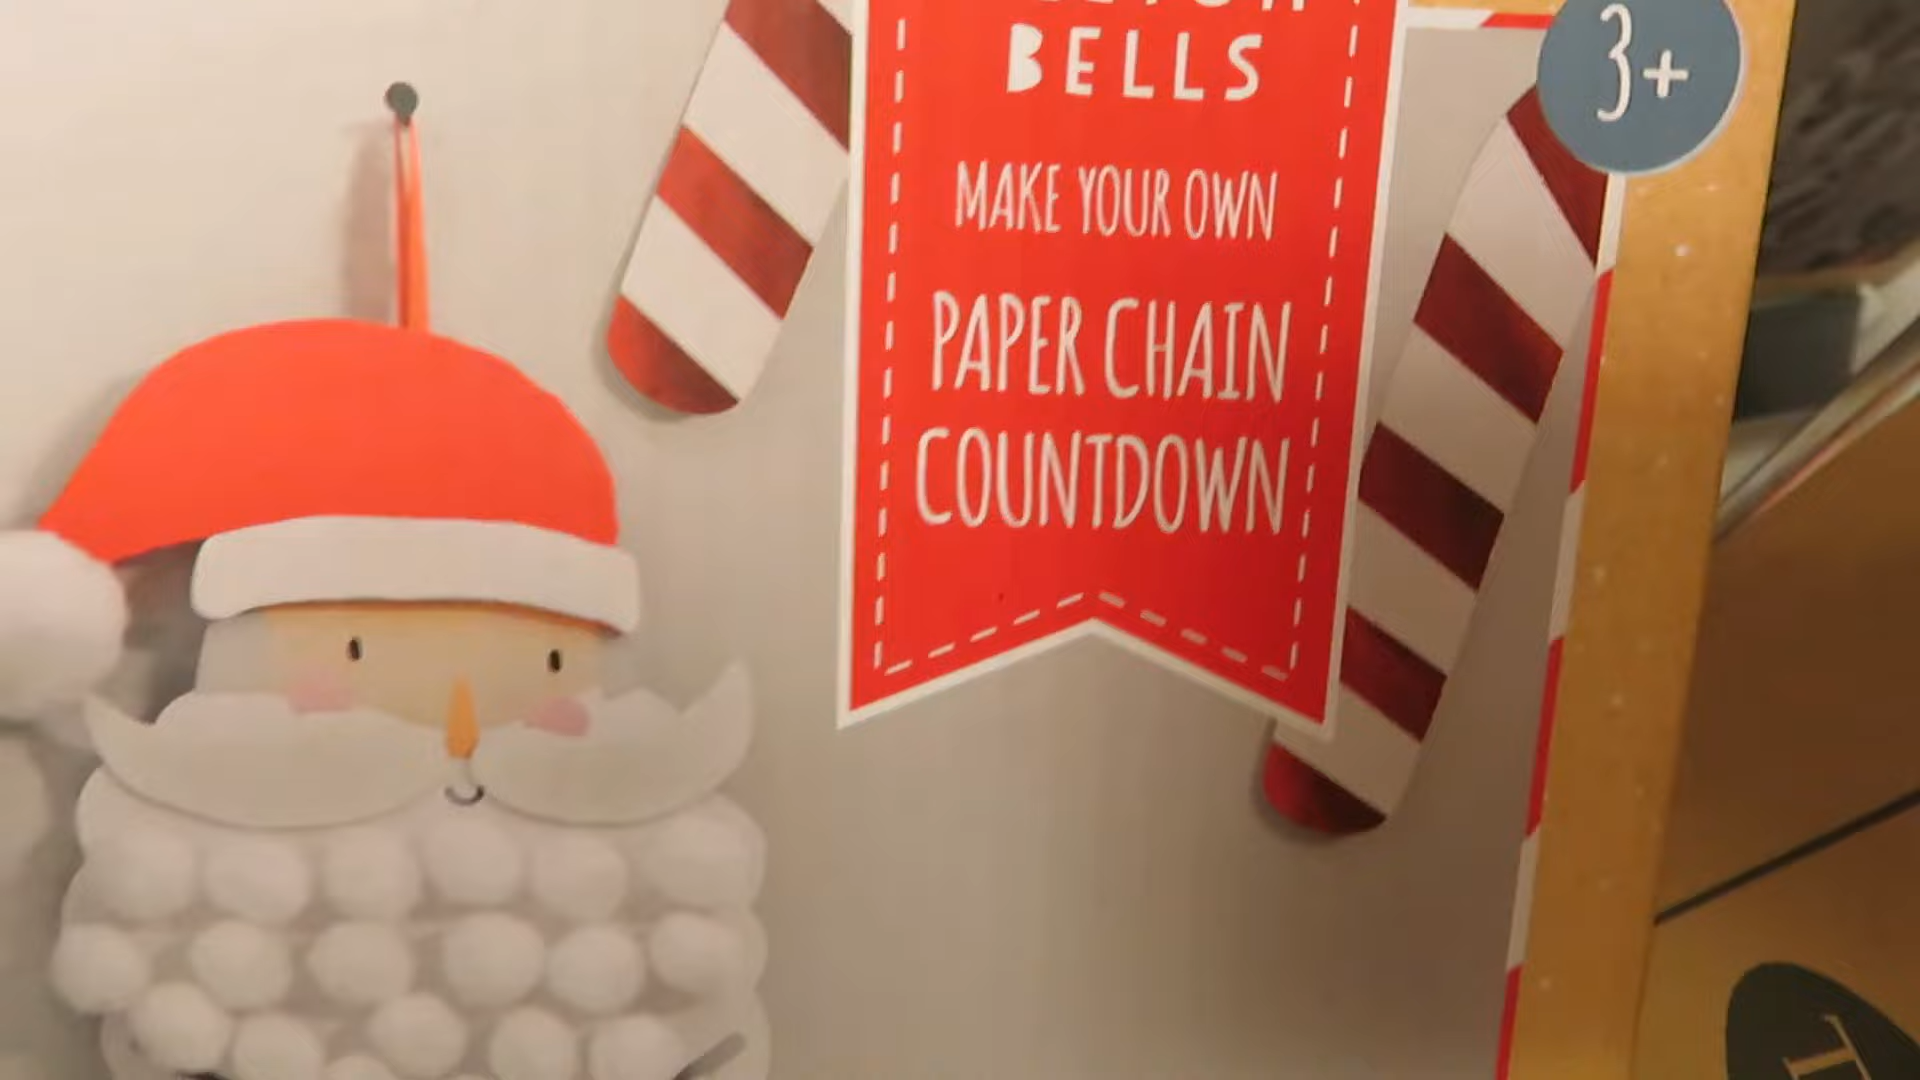 BELLS
3+
MAKE YOUR OWN
PAPER CHAIN
COUNTDOWN